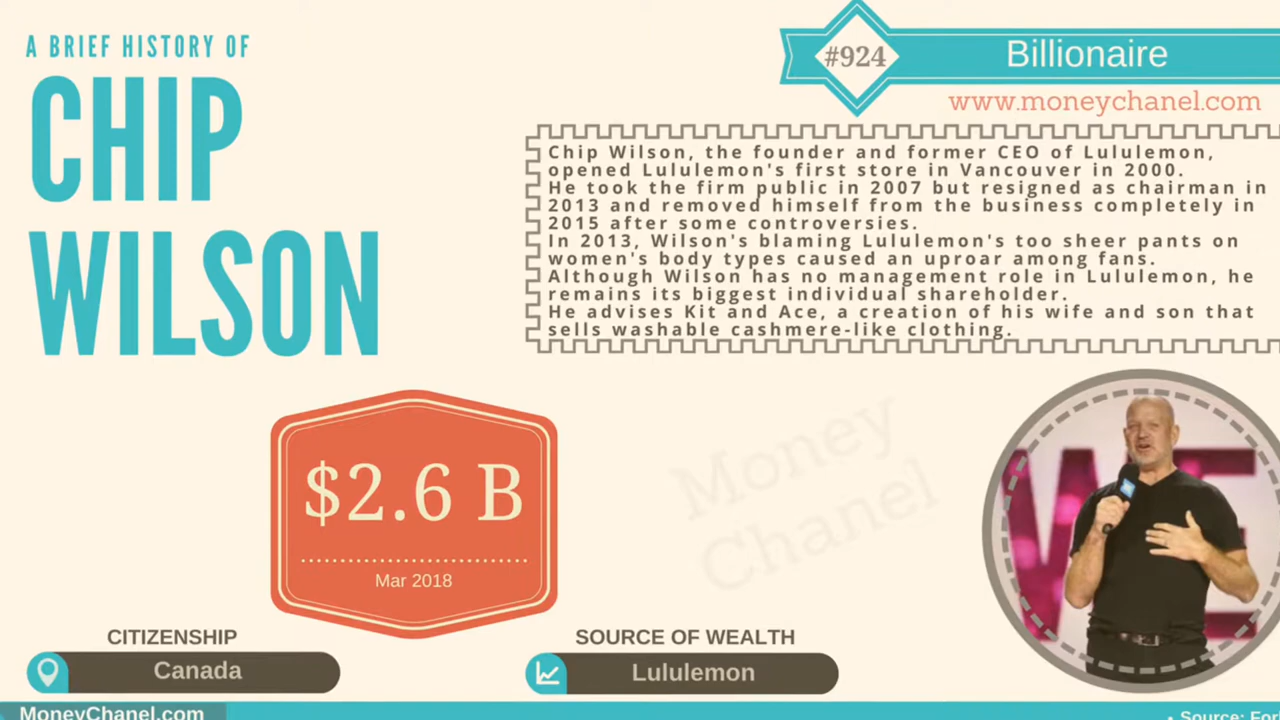 A BRIEF HISTORY OF
CHIP
WILSON
#924
Billionaire
www.moneychanel.com
Chip Wilson, the founder and former CEO of Lululemon,
opened Lululemon's first store in Vancouver in 2000.
He took the firm public in 2007 but resigned as chairman in
2013 and removed himself from the business completely in
2015 after some controversies.
In 2013, Wilson's blaming Lululemon's too sheer pants on
women's body types caused an uproar among fans.
Although Wilson has no management role in Lululemon, he
remains its biggest individual shareholder.
He advises Kit and Ace, a creation of his wife and son that
sells washable cashmere-like clothing.
Money
Chanel
$2.6 B
Mar 2018
WE
CITIZENSHIP
Canada
SOURCE OF WEALTH
Lululemon
MoneyChanel.com
• Source: